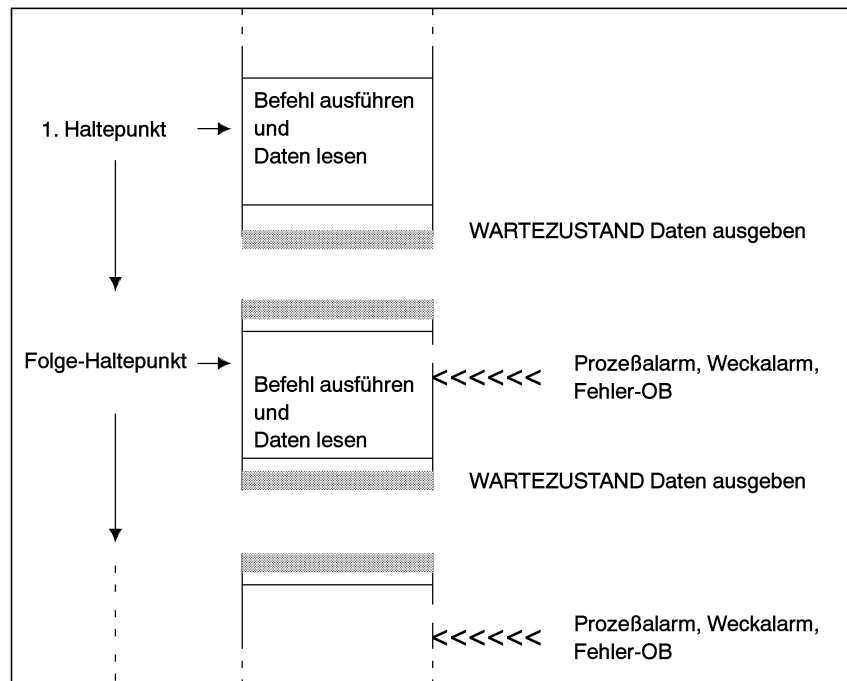 Befehl ausführen
und
Daten lesen
1. Haltepunkt
WARTEZUSTAND Daten ausgeben
Folge-Haltepunkt
Befehl ausführen
und
Daten lesen
Prozeßalarm, Weckalarm,
Fehler-OB
WARTEZUSTAND Daten ausgeben
Prozeßalarm, Weckalarm,
Fehler-OB